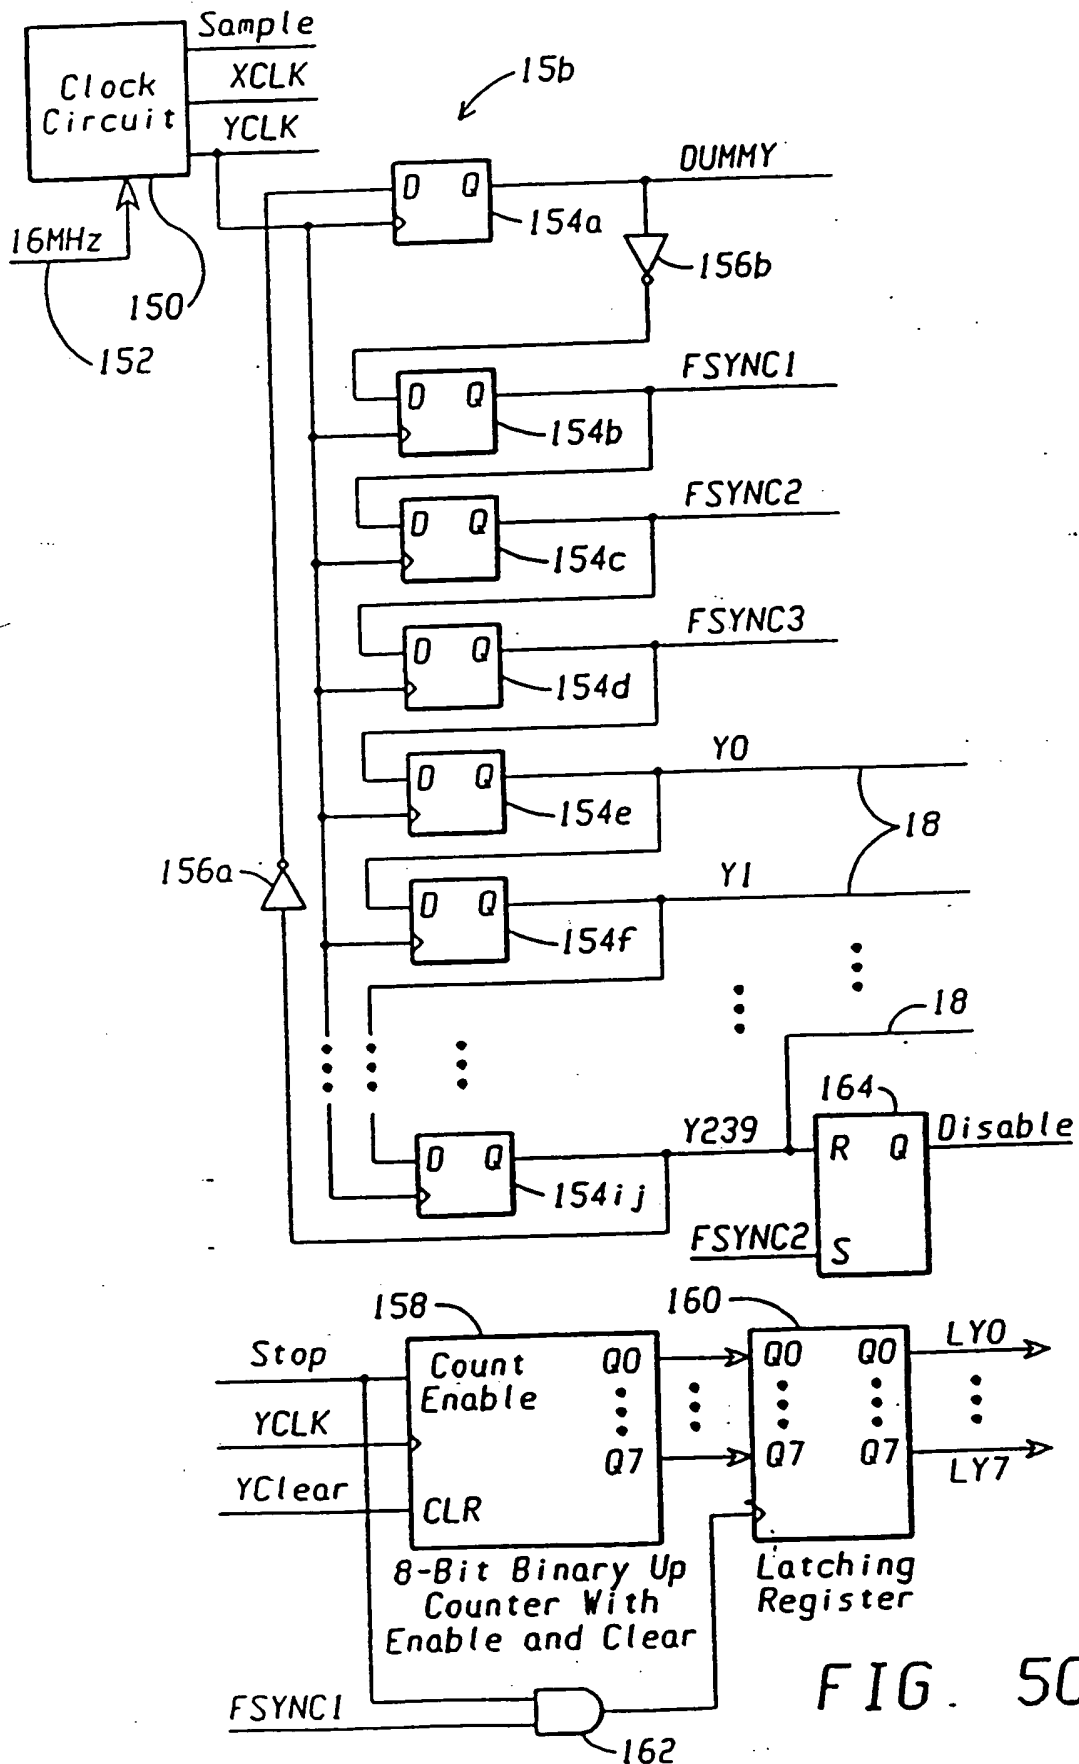 Sample
Clock
Circuit
XCLK
YCLK
15b
16MHz
150
152
D Q
154a
DUMMY
156b
D Q
154b
FSYNC1
D Q
154c
FSYNC2
D Q
154d
FSYNC3
D Q
154e
Y0
18
156a
D Q
154f
Y1
18
164
D Q
154ij
Y239
R Q
Disable
FSYNC2
S
158
160
Stop
Count
Enable
Q0
Q0 Q0
LY0
YCLK
Q7
Q7 Q7
LY7
YClear
CLR
8-Bit Binary Up
Counter With
Enable and Clear
Latching
Register
FSYNC1
162
FIG. 50